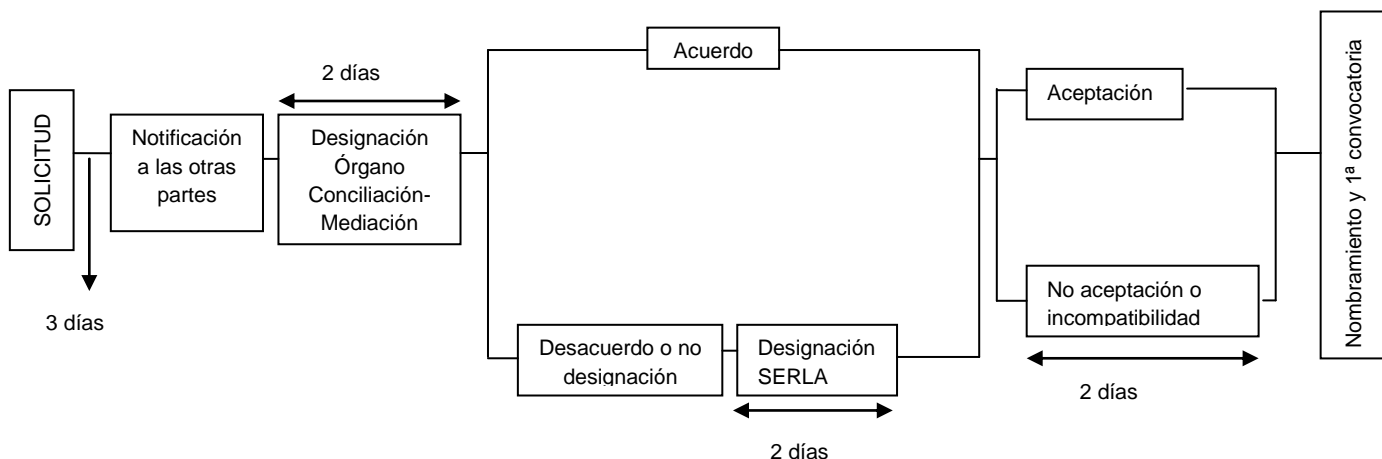 SOLICITUD
3 días
Notificación
a las otras
partes
2 días
Designación
Órgano
Conciliación-
Mediación
Acuerdo
Desacuerdo o no
designación
Designación
SERLA
2 días
Aceptación
No aceptación o
incompatibilidad
2 días
Nombramiento y 1ª convocatoria